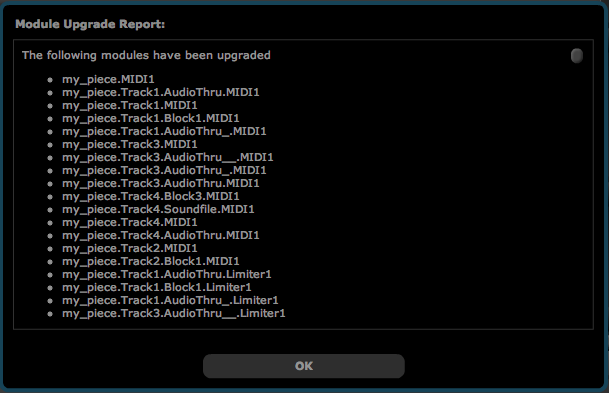 Module Upgrade Report:
The following modules have been upgraded
my_piece.MIDI1
my_piece.Track1.AudioThru.MIDI1
my_piece.Track1.MIDI1
my_piece.Track1.Block1.MIDI1
my_piece.Track1.AudioThru_.MIDI1
my_piece.Track3.MIDI1
my_piece.Track3.AudioThru__.MIDI1
my_piece.Track3.AudioThru_.MIDI1
my_piece.Track3.AudioThru.MIDI1
my_piece.Track4.Block3.MIDI1
my_piece.Track4.Soundfile.MIDI1
my_piece.Track4.MIDI1
my_piece.Track4.AudioThru.MIDI1
my_piece.Track2.MIDI1
my_piece.Track2.Block1.MIDI1
my_piece.Track1.AudioThru.Limiter1
my_piece.Track1.Block1.Limiter1
my_piece.Track1.AudioThru_.Limiter1
my_piece.Track3.AudioThru__.Limiter1
OK